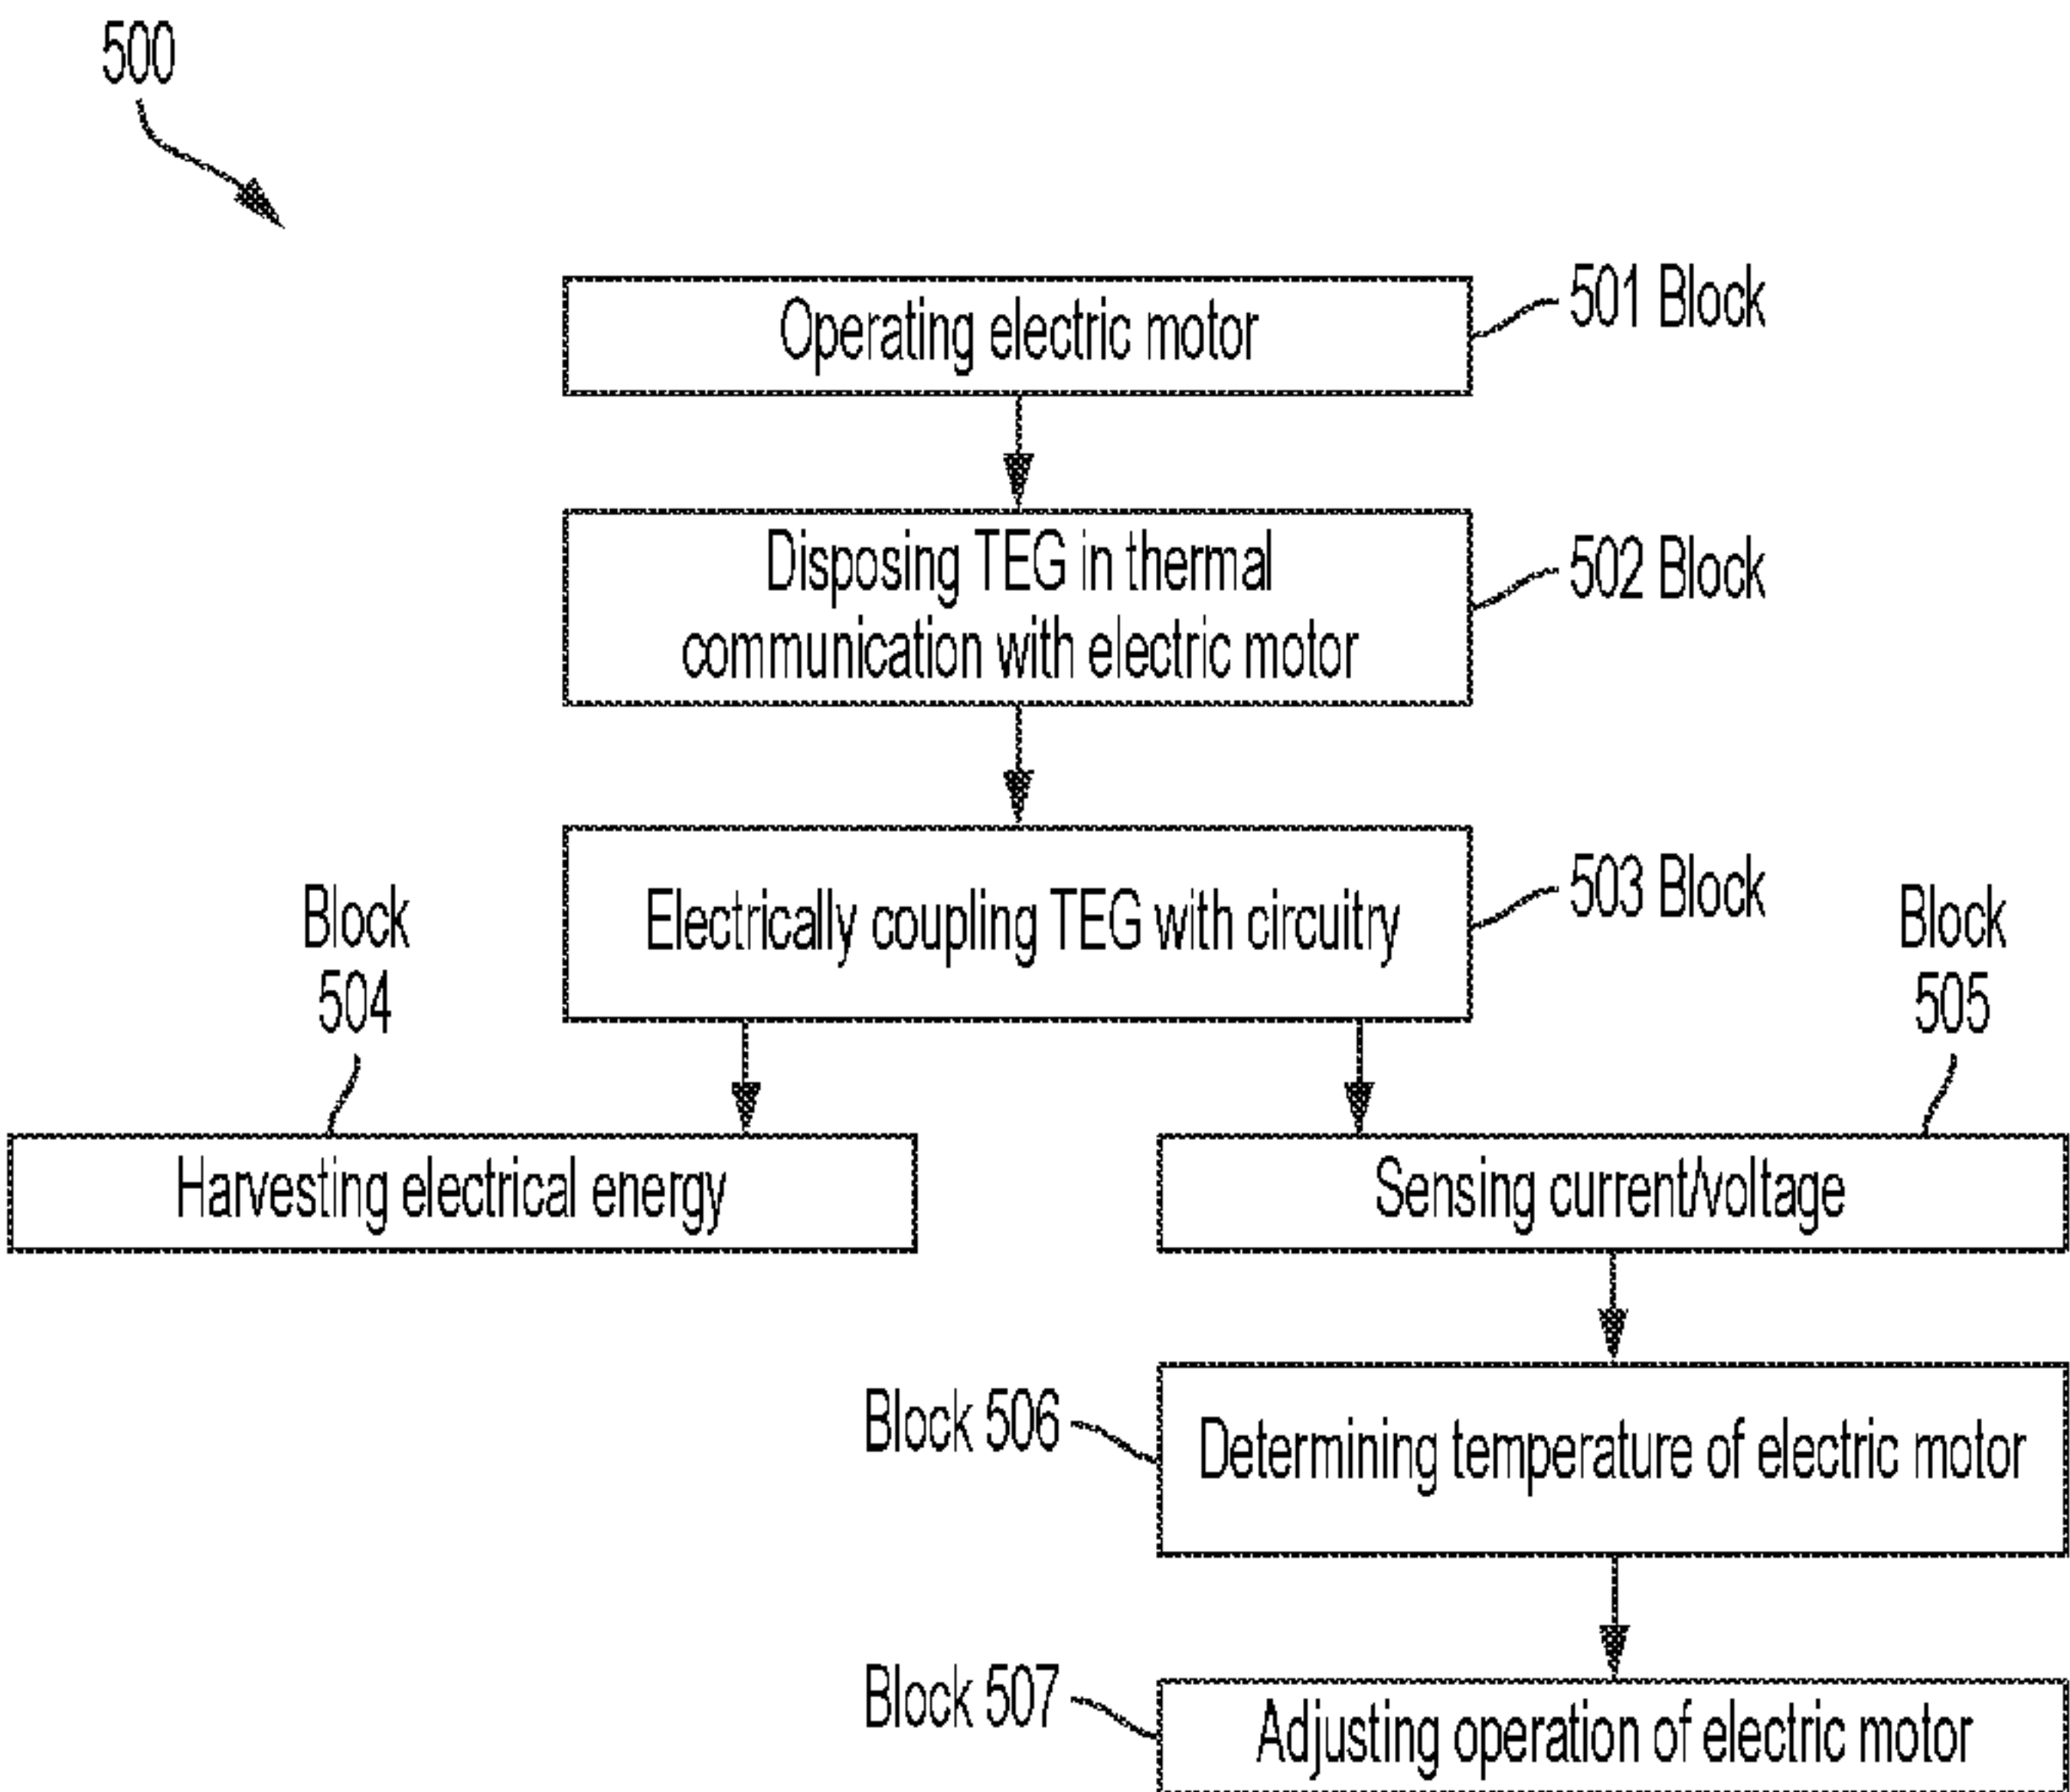 500
Operating electric motor
501 Block
Disposing TEG in thermal
communication with electric motor
502 Block
Electrically coupling TEG with circuitry
503 Block
Block
504
Block
505
Harvesting electrical energy
Sensing current/voltage
Block 506
Determining temperature of electric motor
Block 507
Adjusting operation of electric motor